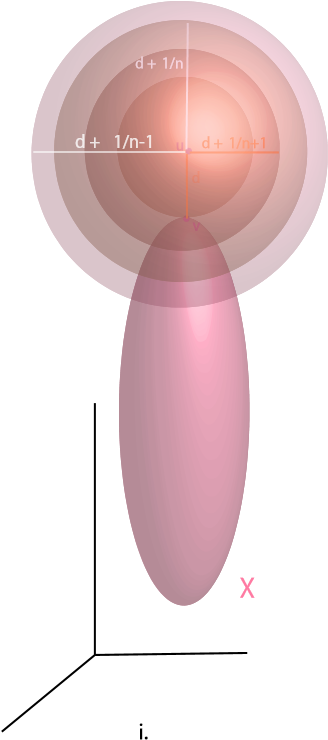 d + 1/n
d + 1/n-1
u
d + 1/n+1
d
v
X
i.